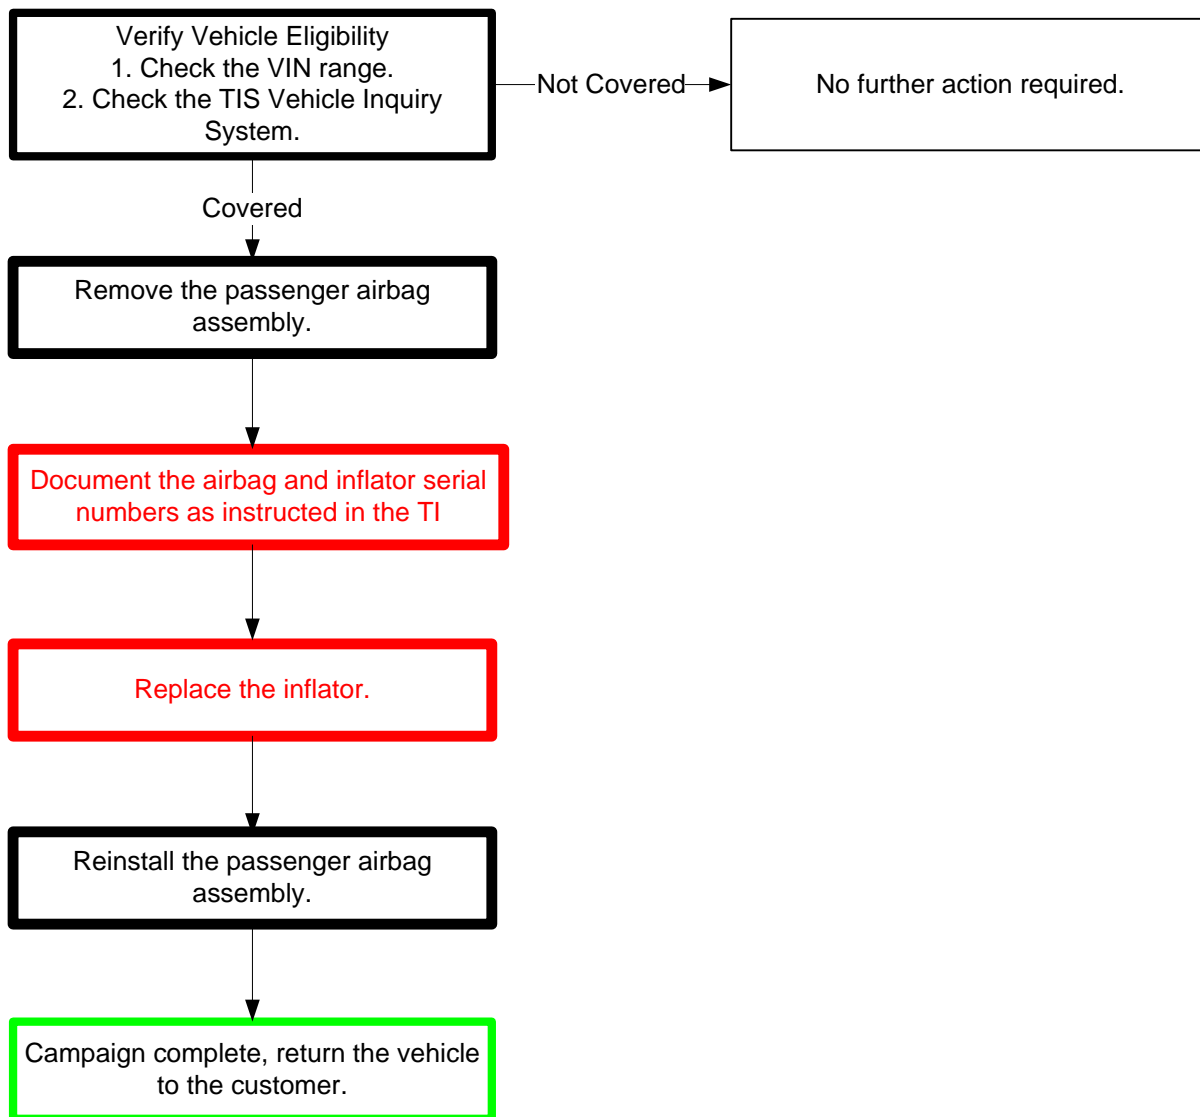 Verify Vehicle Eligibility
1. Check the VIN range.
2. Check the TIS Vehicle Inquiry
System.
Not Covered
No further action required.
Covered
Remove the passenger airbag
assembly.
Document the airbag and inflator serial
numbers as instructed in the TI
Replace the inflator.
Reinstall the passenger airbag
assembly.
Campaign complete, return the vehicle
to the customer.